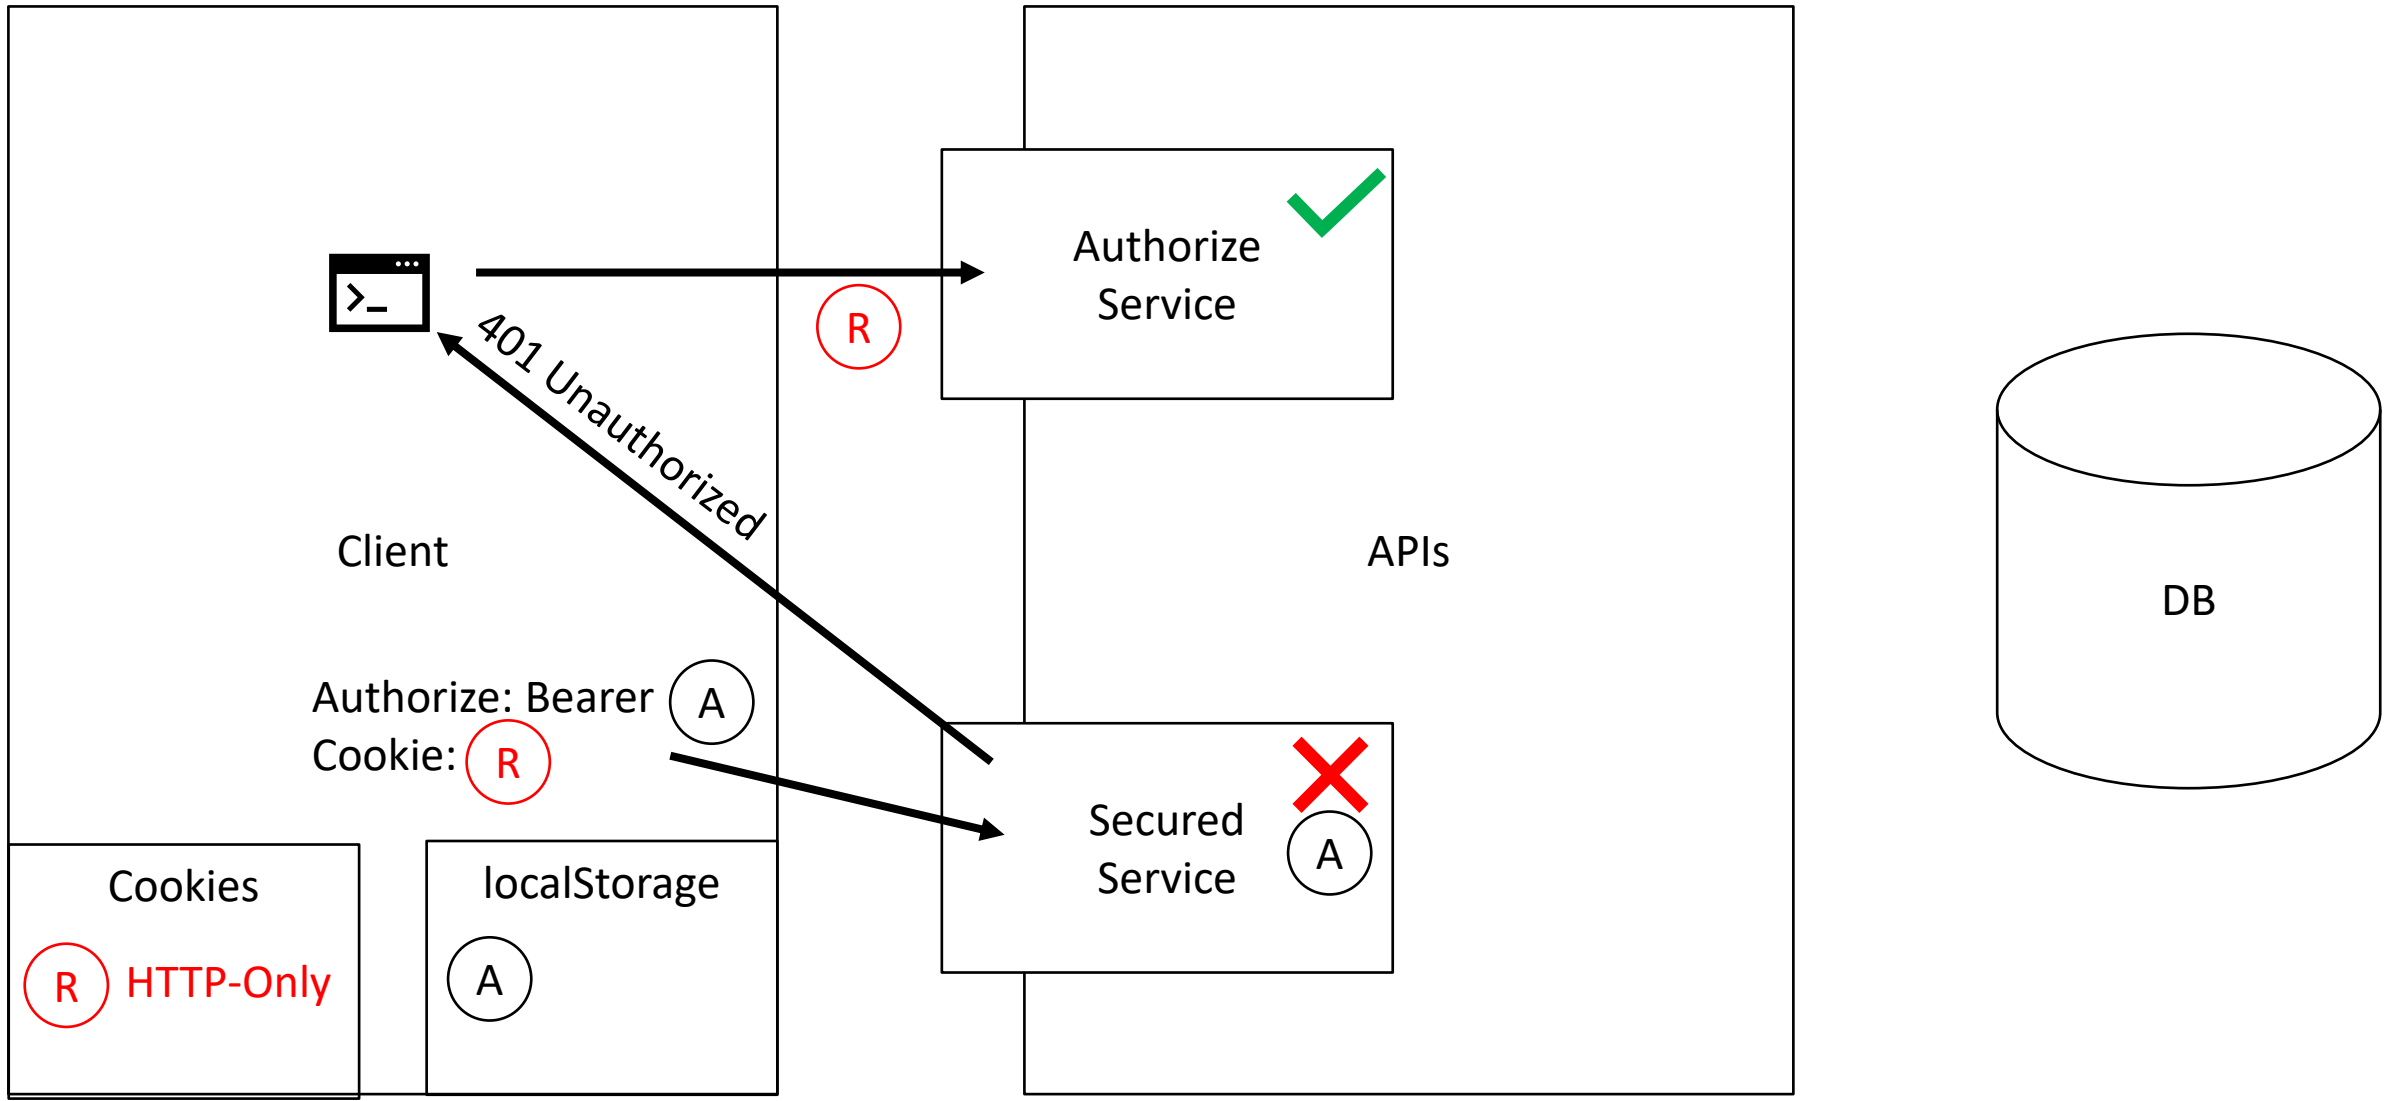 Authorize
Service
R
401 Unauthorized
Client
APIs
DB
Authorize: Bearer A
Cookie: R
Secured
Service
A
Cookies
R HTTP-Only
localStorage
A